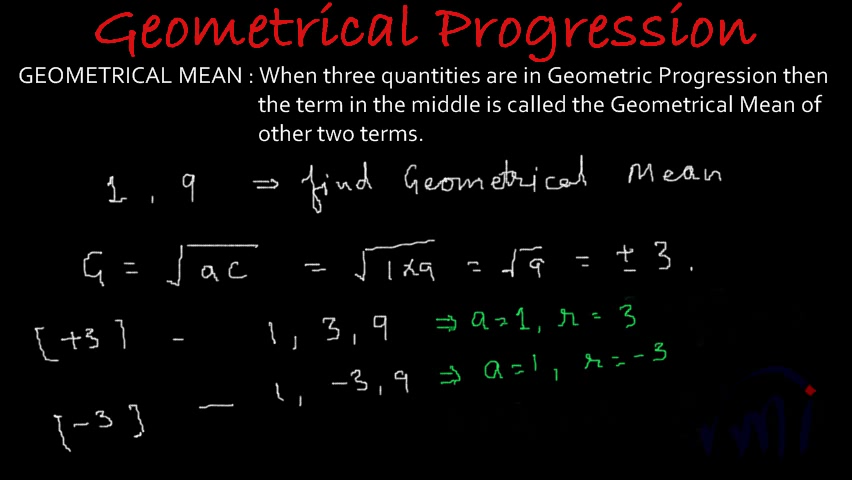 Geometrical Progression
GEOMETRICAL MEAN : When three quantities are in Geometric Progression then
the term in the middle is called the Geometrical Mean of
other two terms.
1 , 9 ⇒ find Geometrical Mean
G = √ac = √1×9 = √9 = ± 3 .
[+3] - 1, 3, 9 ⇒ a=1, r = 3
[-3] - 1, -3, 9 ⇒ a=1, r=-3
rmi